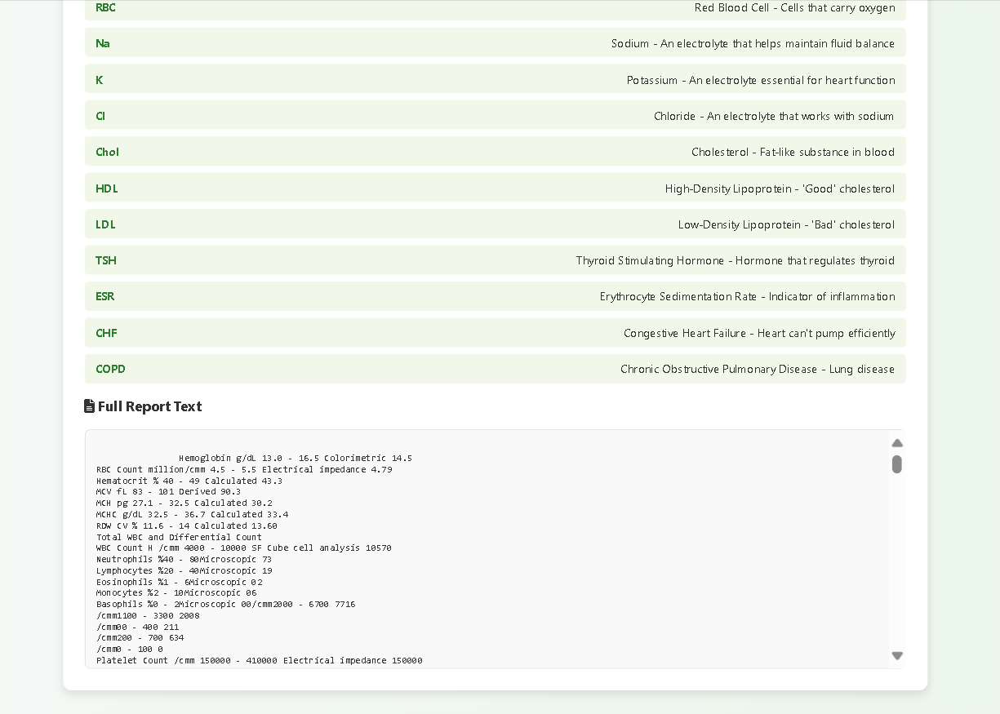 RBC Red Blood Cell - Cells that carry oxygen
Na Sodium - An electrolyte that helps maintain fluid balance
K Potassium - An electrolyte essential for heart function
Cl Chloride - An electrolyte that works with sodium
Chol Cholesterol - Fat-like substance in blood
HDL High-Density Lipoprotein - 'Good' cholesterol
LDL Low-Density Lipoprotein - 'Bad' cholesterol
TSH Thyroid Stimulating Hormone - Hormone that regulates thyroid
ESR Erythrocyte Sedimentation Rate - Indicator of inflammation
CHF Congestive Heart Failure - Heart can't pump efficiently
COPD Chronic Obstructive Pulmonary Disease - Lung disease
Full Report Text
Hemoglobin g/dL 13.0 - 16.5 Colorimetric 14.5
RBC Count million/cmm 4.5 - 5.5 Electrical impedance 4.79
Hematocrit % 40 - 49 Calculated 43.3
MCV fL 83 - 101 Derived 90.3
MCH pg 27.1 - 32.5 Calculated 30.2
MCHC g/dL 32.5 - 36.7 Calculated 33.4
RDW CV % 11.6 - 14 Calculated 13.60
Total WBC and Differential Count
WBC Count H /cmm 4000 - 10000 SF Cube cell analysis 10570
Neutrophils %40 - 80Microscopic 73
Lymphocytes %20 - 40Microscopic 19
Eosinophils %1 - 6Microscopic 02
Monocytes %2 - 10Microscopic 06
Basophils %0 - 2Microscopic 00/cmm2000 - 6700 7716
/cmm1100 - 3300 2008
/cmm00 - 400 211
/cmm200 - 700 634
/cmm0 - 100 0
Platelet Count /cmm 150000 - 410000 Electrical impedance 150000